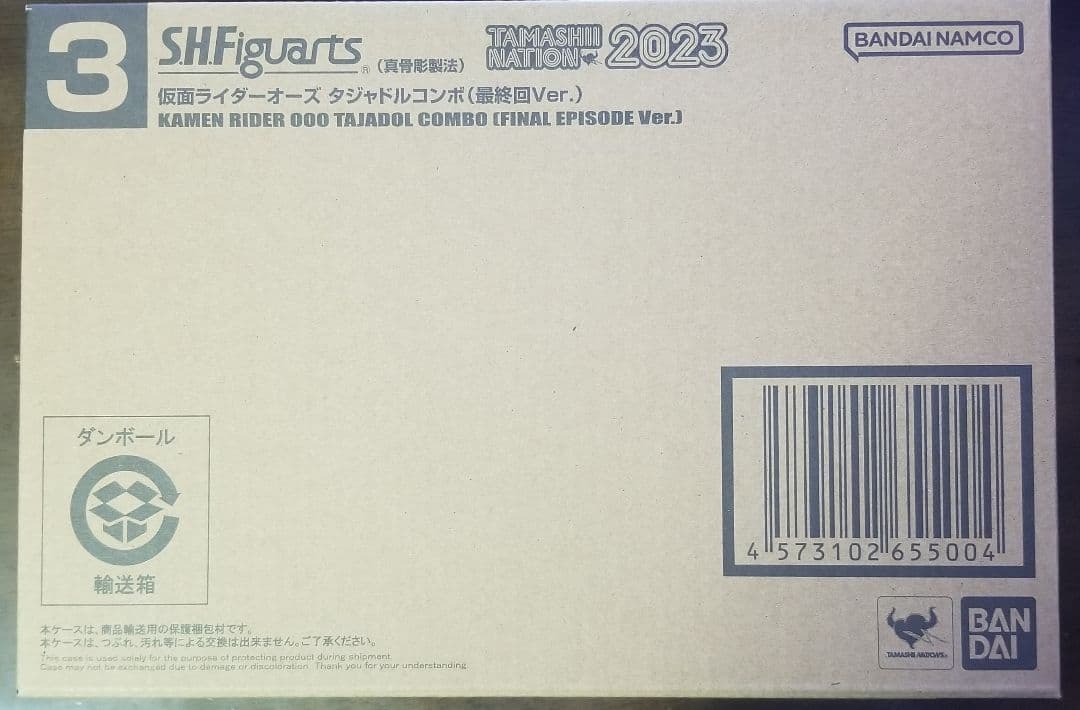 3
S.H.Figuarts® (真骨彫製法) TAMASHII NATION 2023
BANDAI NAMCO
仮面ライダーオーズ タジャドルコンボ(最終回Ver.)
KAMEN RIDER OOO TAJADOL COMBO (FINAL EPISODE Ver.)
ダンボール
輸送箱
4 573102 655004
本ケースは、商品輸送用の保護梱包材です。
本ケースは、つぶれ、汚れ等による交換は出来ません。ご了承ください。
This case is used solely for the purpose of protecting product during shipment.
Case may not be exchanged due to damage or discoloration. Thank you for your understanding.
TAMASHII NATIONS®
BAN
DAI